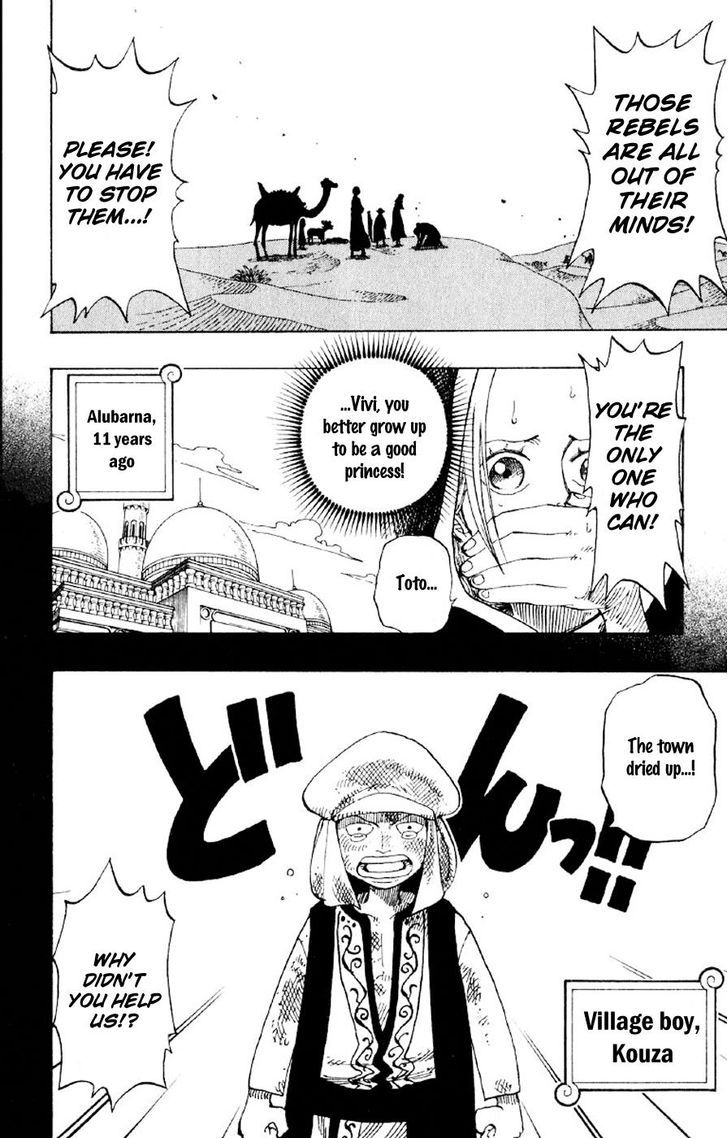 THOSE
REBELS
ARE ALL
OUT OF
THEIR
MINDS!
PLEASE!
YOU HAVE
TO STOP
THEM...!
YOU'RE
THE
ONLY
ONE
WHO
CAN!
...Vivi, you
better grow up
to be a good
princess!
Toto...
Alubarna,
11 years
ago
The town
dried up...!
どんっ!!
WHY
DIDN'T
YOU HELP
US!?
Village boy,
Kouza